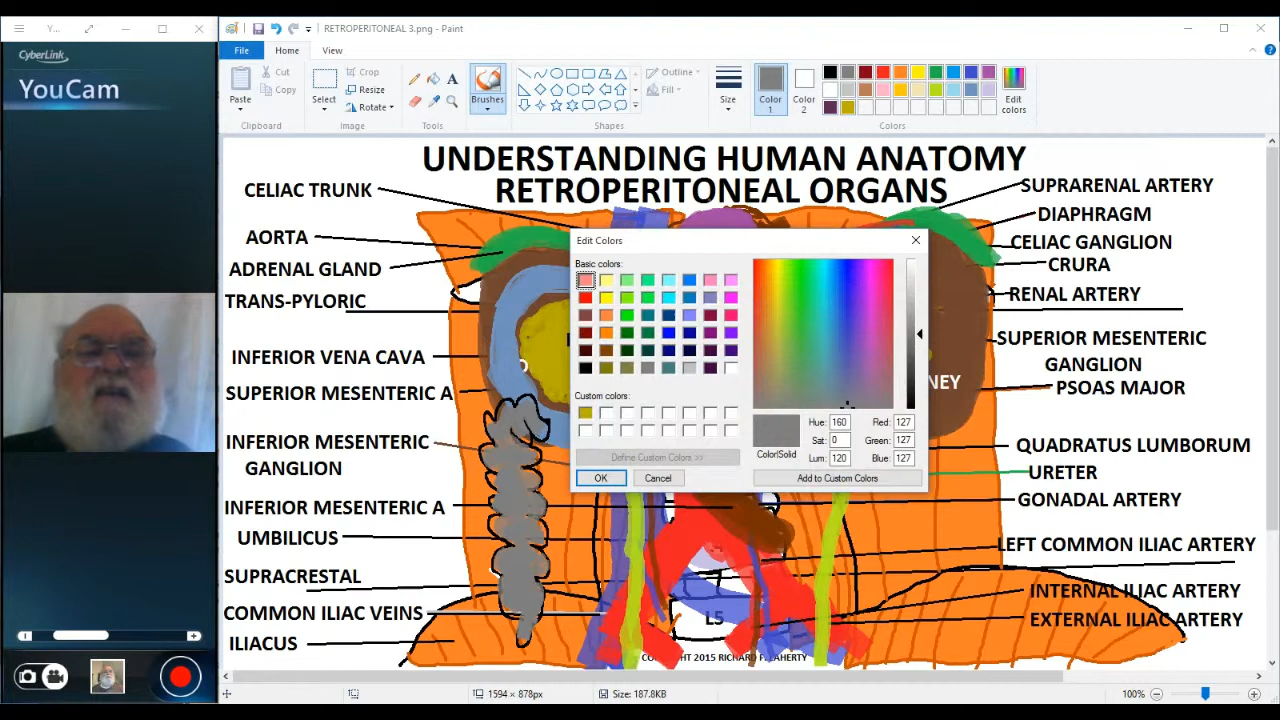 Y...
RETROPERITONEAL 3.png - Paint
CyberLink
YouCam
File
Home
View
Paste
Cut
Copy
Clipboard
Select
Crop
Resize
Rotate
Image
A
Tools
Brushes
Outline
Fill
Shapes
Size
Color
1
Color
2
Edit
colors
Colors
UNDERSTANDING HUMAN ANATOMY
RETROPERITONEAL ORGANS
CELIAC TRUNK
AORTA
ADRENAL GLAND
TRANS-PYLORIC
INFERIOR VENA CAVA
SUPERIOR MESENTERIC A
INFERIOR MESENTERIC
GANGLION
INFERIOR MESENTERIC A
UMBILICUS
SUPRACRESTAL
COMMON ILIAC VEINS
ILIACUS
Edit Colors
Basic colors:
Custom colors:
Define Custom Colors >>
OK
Cancel
Color|Solid
Hue: 160
Sat: 0
Lum: 120
Red: 127
Green: 127
Blue: 127
Add to Custom Colors
L5
SUPRARENAL ARTERY
DIAPHRAGM
CELIAC GANGLION
CRURA
RENAL ARTERY
SUPERIOR MESENTERIC
GANGLION
NEY
PSOAS MAJOR
QUADRATUS LUMBORUM
URETER
GONADAL ARTERY
LEFT COMMON ILIAC ARTERY
INTERNAL ILIAC ARTERY
EXTERNAL ILIAC ARTERY
1594 × 878px
Size: 187.8KB
100%